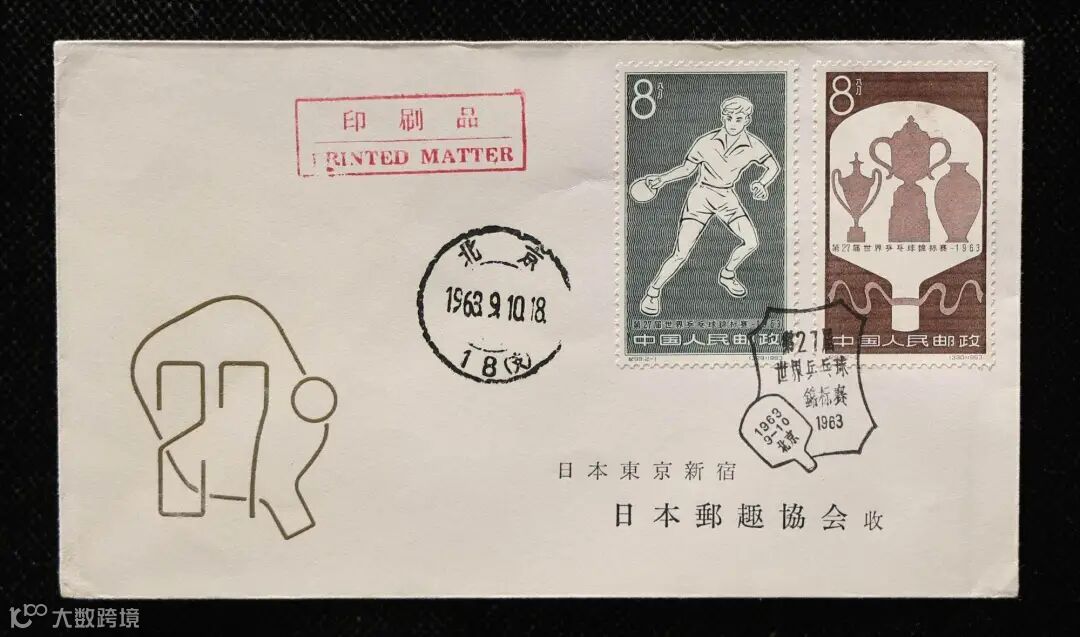 印刷品
PRINTED MATTER
8
八分
第27届世界乒乓球锦标赛·1963
中国人民邮政
8
八分
第27届世界乒乓球锦标赛·1963
中国人民邮政
北京
1963.9.10.18.
18(支)
27
第27届
世界乒乓球
锦标赛
1963
1963
9-10
北京
日本東京新宿
日本郵趣協会 收
大数跨境